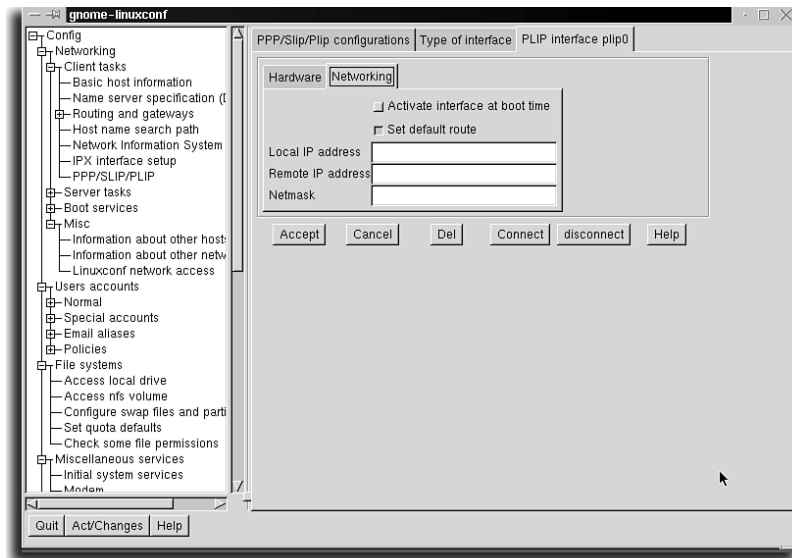 gnome-linuxconf
Config
Networking
Client tasks
Basic host information
Name server specification (
Routing and gateways
Host name search path
Network Information System
IPX interface setup
PPP/SLIP/PLIP
Server tasks
Boot services
Misc
Information about other host
Information about other netw
Linuxconf network access
Users accounts
Normal
Special accounts
Email aliases
Policies
File systems
Access local drive
Access nfs volume
Configure swap files and parti
Set quota defaults
Check some file permissions
Miscellaneous services
Initial system services
Modem
Quit Act/Changes Help
PPP/Slip/Plip configurations Type of interface PLIP interface plip0
Hardware Networking
Activate interface at boot time
Set default route
Local IP address
Remote IP address
Netmask
Accept Cancel Del Connect disconnect Help